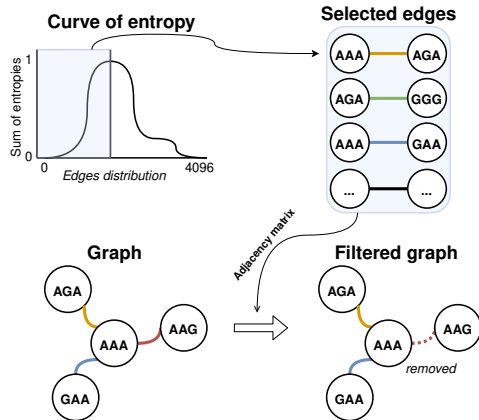 Curve of entropy
Sum of entropies
1
0
0
4096
Edges distribution
Selected edges
AAA
AGA
AGA
GGG
AAA
GAA
...
...
Adjacency matrix
Graph
AGA
AAA
AAG
GAA
Filtered graph
AGA
AAA
AAG
removed
GAA